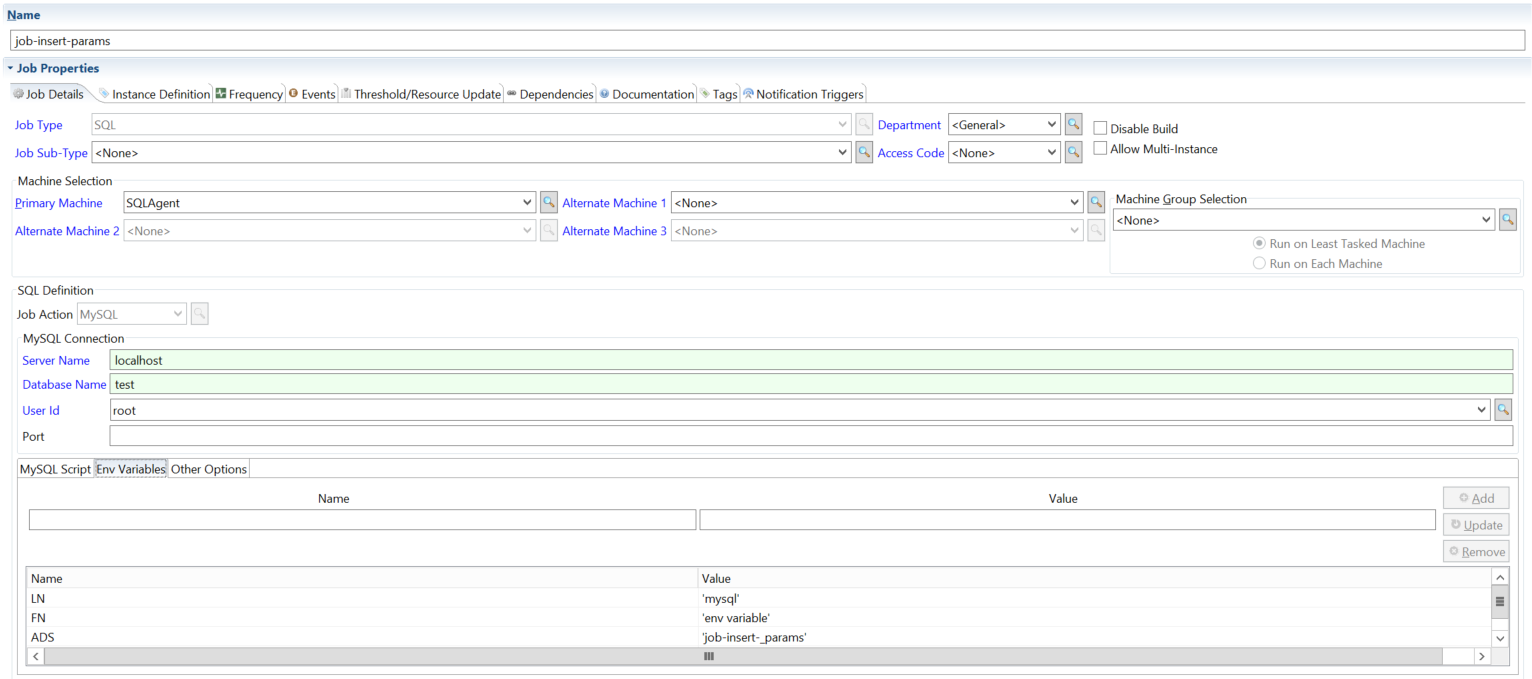 Name
job-insert-params
Job Properties
Job Details Instance Definition Frequency Events Threshold/Resource Update Dependencies Documentation Tags Notification Triggers
Job Type SQL Department <General> Disable Build
Job Sub-Type <None> Access Code <None> Allow Multi-Instance
Machine Selection
Primary Machine SQLAgent Alternate Machine 1 <None> Machine Group Selection
<None>
Alternate Machine 2 <None> Alternate Machine 3 <None>
Run on Least Tasked Machine
Run on Each Machine
SQL Definition
Job Action MySQL
MySQL Connection
Server Name localhost
Database Name test
User Id root
Port
MySQL Script Env Variables Other Options
Name Value Add
Update
Remove
Name Value
LN 'mysql'
FN 'env variable'
ADS 'job-insert-_params'